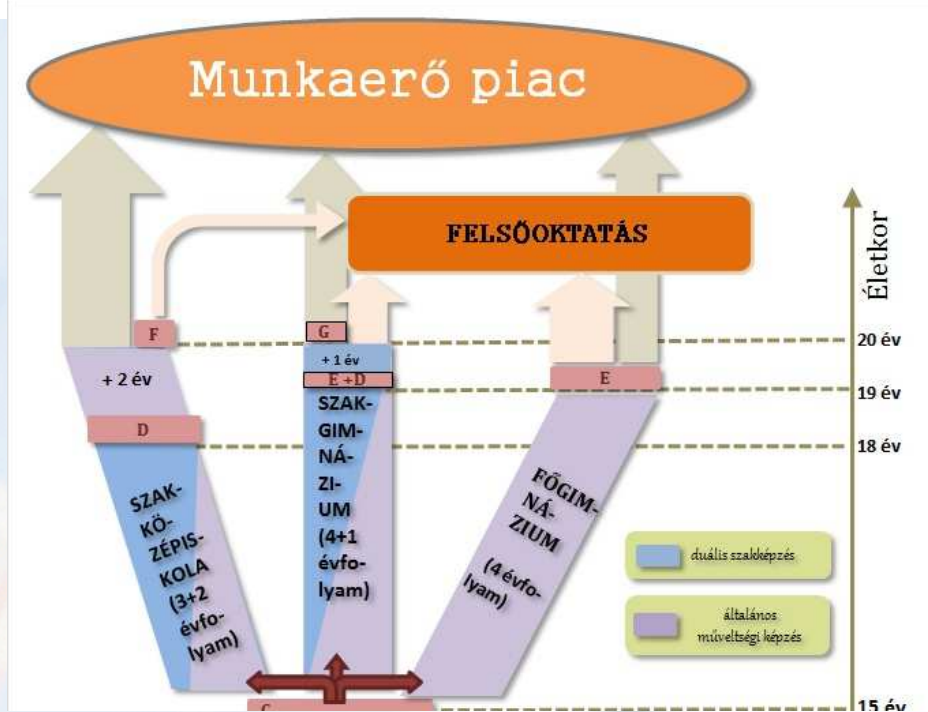 Munkaerő piac
FELSŐOKTATÁS
Életkor
F
G
20 év
+ 2 év
+ 1 év
E +D
E
19 év
D
18 év
SZAK-
KÖ-
ZÉPIS-
KOLA
(3+2
évfo-
lyam)
SZAK-
GIM-
NÁ-
ZI-
UM
(4+1
évfo-
lyam)
FŐGIM-
NÁ-
ZIUM
(4 évfo-
lyam)
duális szakképzés
általános
műveltségi képzés
C
15 év